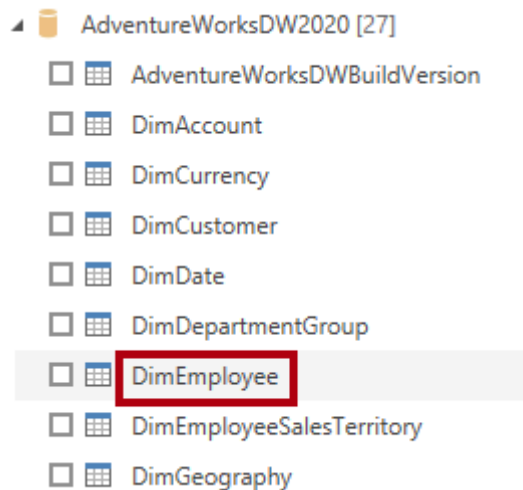 AdventureWorksDW2020 [27]
AdventureWorksDWBuildVersion
DimAccount
DimCurrency
DimCustomer
DimDate
DimDepartmentGroup
DimEmployee
DimEmployeeSalesTerritory
DimGeography